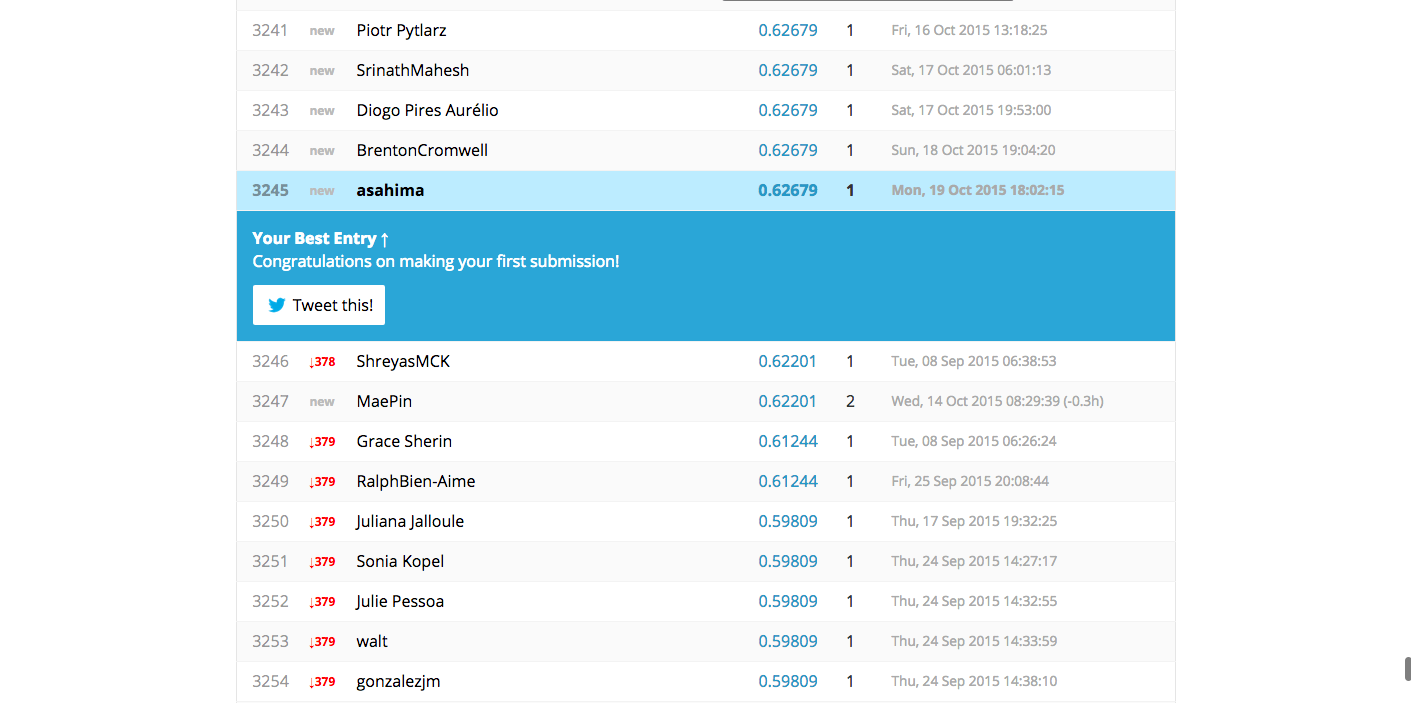 3241 new Piotr Pytlarz 0.62679 1 Fri, 16 Oct 2015 13:18:25
3242 new SrinathMahesh 0.62679 1 Sat, 17 Oct 2015 06:01:13
3243 new Diogo Pires Aurélio 0.62679 1 Sat, 17 Oct 2015 19:53:00
3244 new BrentonCromwell 0.62679 1 Sun, 18 Oct 2015 19:04:20
3245 new asahima 0.62679 1 Mon, 19 Oct 2015 18:02:15
Your Best Entry ↑
Congratulations on making your first submission!
Tweet this!
3246 ↓378 ShreyasMCK 0.62201 1 Tue, 08 Sep 2015 06:38:53
3247 new MaePin 0.62201 2 Wed, 14 Oct 2015 08:29:39 (-0.3h)
3248 ↓379 Grace Sherin 0.61244 1 Tue, 08 Sep 2015 06:26:24
3249 ↓379 RalphBien-Aime 0.61244 1 Fri, 25 Sep 2015 20:08:44
3250 ↓379 Juliana Jalloule 0.59809 1 Thu, 17 Sep 2015 19:32:25
3251 ↓379 Sonia Kopel 0.59809 1 Thu, 24 Sep 2015 14:27:17
3252 ↓379 Julie Pessoa 0.59809 1 Thu, 24 Sep 2015 14:32:55
3253 ↓379 walt 0.59809 1 Thu, 24 Sep 2015 14:33:59
3254 ↓379 gonzalezjm 0.59809 1 Thu, 24 Sep 2015 14:38:10